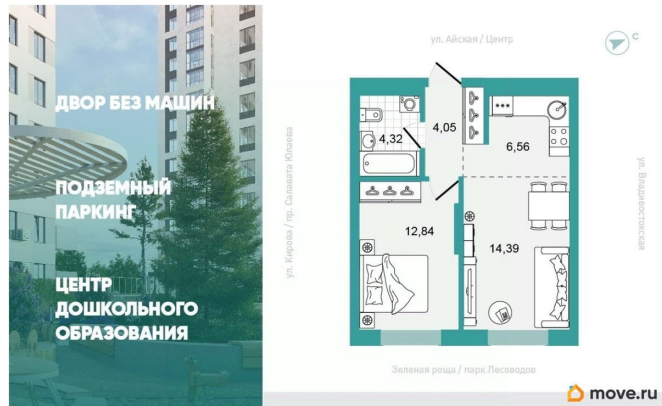 ДВОР БЕЗ МАШИН
ПОДЗЕМНЫЙ
ПАРКИНГ
ЦЕНТР
ДОШКОЛЬНОГО
ОБРАЗОВАНИЯ
ул. Айская / Центр
С
ул. Кирова / пр. Салавата Юлаева
4,32
4,05
6,56
12,84
14,39
ул. Владивостокская
Зеленая роща / парк Лесоводов
move.ru